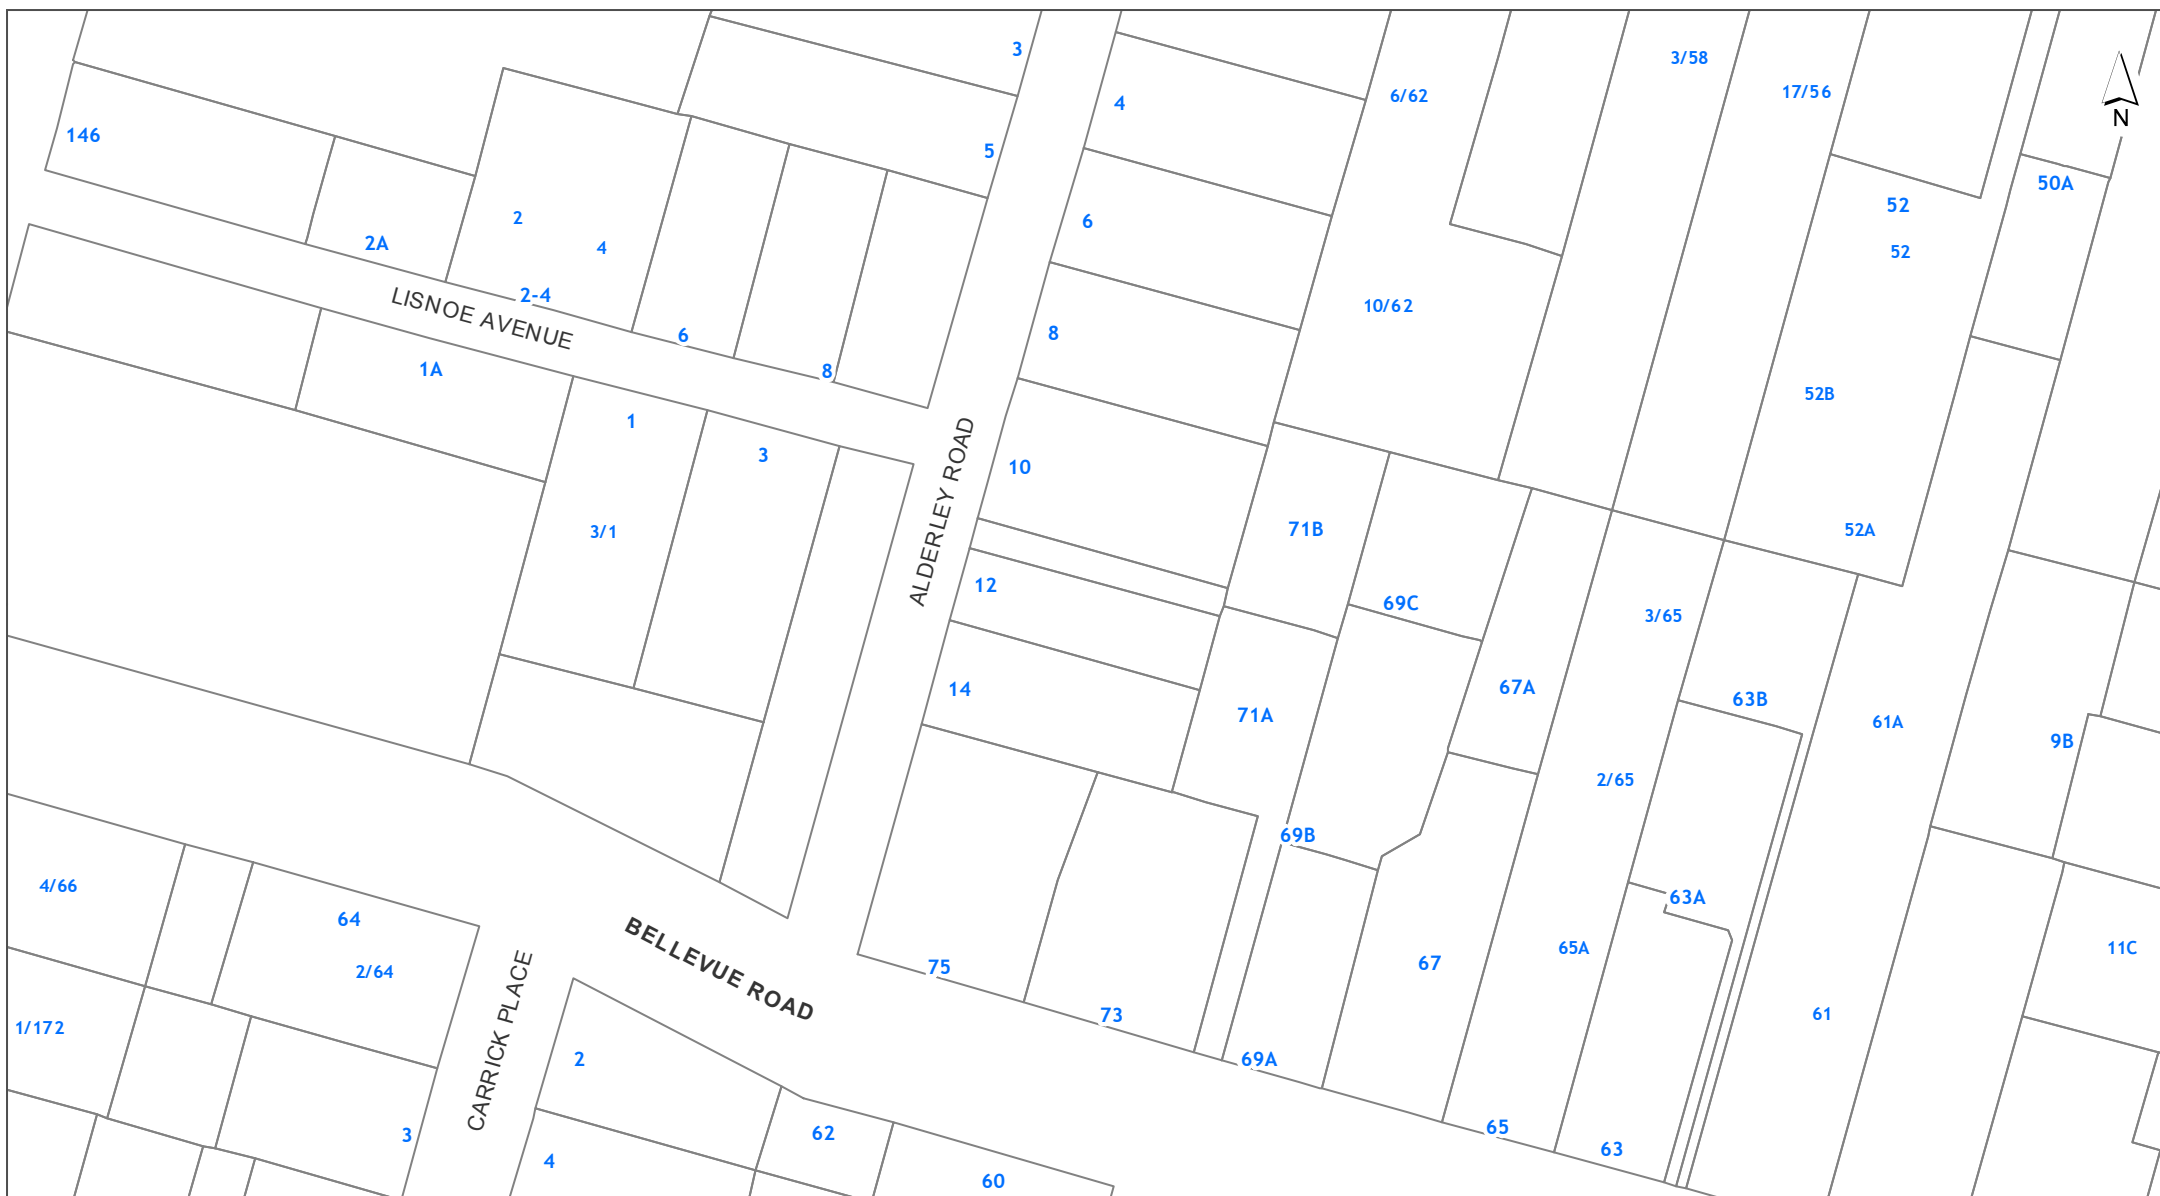 3
3/58
6/62
17/56
4
N
146
5
50A
52
2
6
2A
4
52
2-4
LISNOE AVENUE
10/62
6
8
8
1A
52B
1
3
10
ALDERLEY ROAD
3/1
71B
52A
12
69C
3/65
14
67A
63B
71A
61A
9B
2/65
69B
4/66
63A
64
BELLEVUE ROAD
65A
11C
75
67
2/64
1/172
73
61
CARRICK PLACE
2
69A
65
3
62
63
4
60